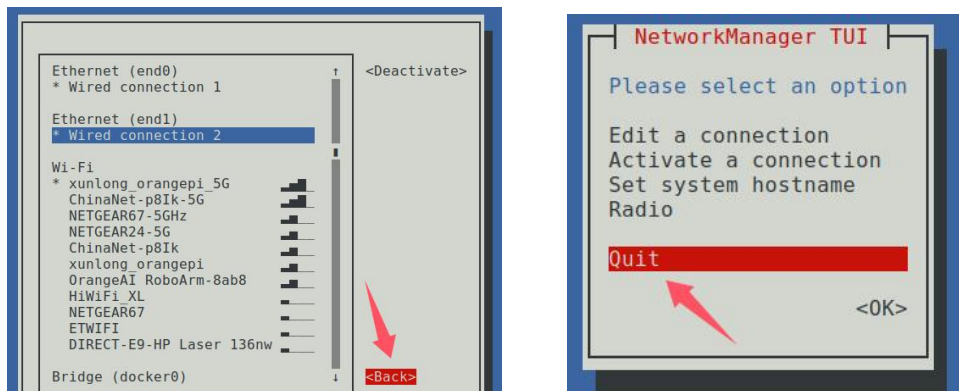 Ethernet (end0)
* Wired connection 1
<Deactivate>
Ethernet (end1)
* Wired connection 2
Wi-Fi
* xunlong_orangepi_5G
ChinaNet-p8Ik-5G
NETGEAR67-5GHz
NETGEAR24-5G
ChinaNet-p8Ik
xunlong_orangepi
OrangeAI RoboArm-8ab8
HiWiFi_XL
NETGEAR67
ETWIFI
DIRECT-E9-HP Laser 136nw
Bridge (docker0)
<Back>
NetworkManager TUI
Please select an option
Edit a connection
Activate a connection
Set system hostname
Radio
Quit
<OK>